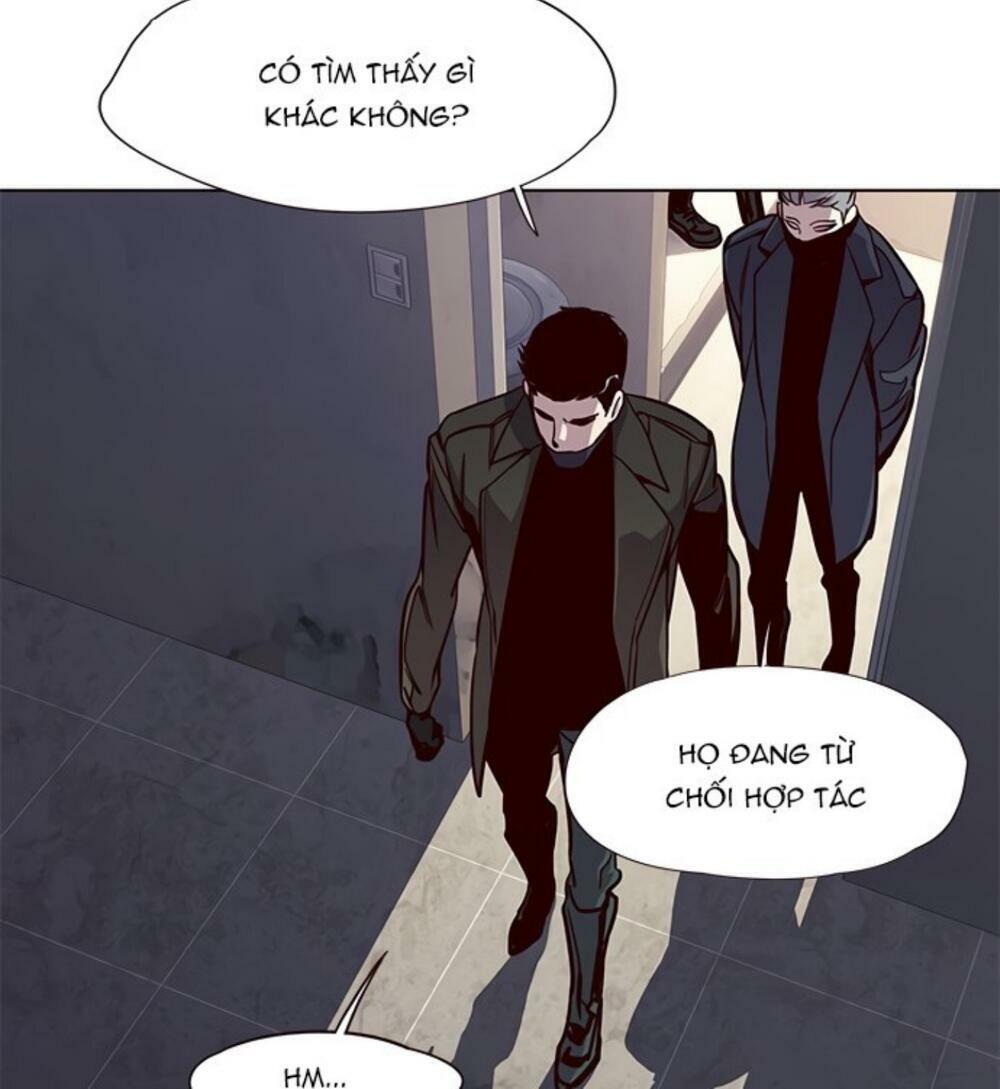 CÓ TÌM THẤY GÌ
KHÁC KHÔNG?
HỌ ĐANG TỪ
CHỐI HỢP TÁC
HM...